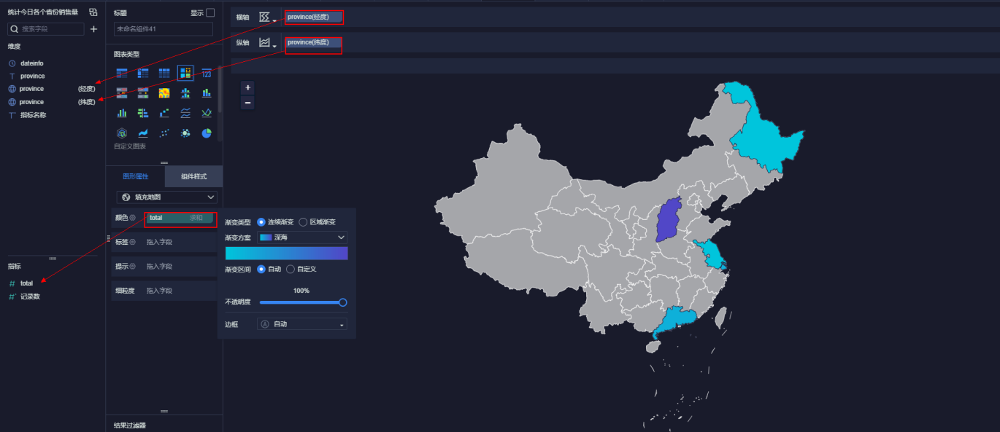 统计今日各个省份销售量
搜索字段
维度
dateinfo
province
province (经度)
province (纬度)
指标名称
指标
total
记录数
标题 显示
未命名组件41
图表类型
123
自定义图表
图形属性 组件样式
填充地图
颜色 total 求和
标签 拖入字段
提示 拖入字段
细粒度 拖入字段
结果过滤器
渐变类型 连续渐变 区域渐变
渐变方案 深海
渐变区间 自动 自定义
100%
不透明度
边框 自动
横轴 province(经度)
纵轴 province(纬度)